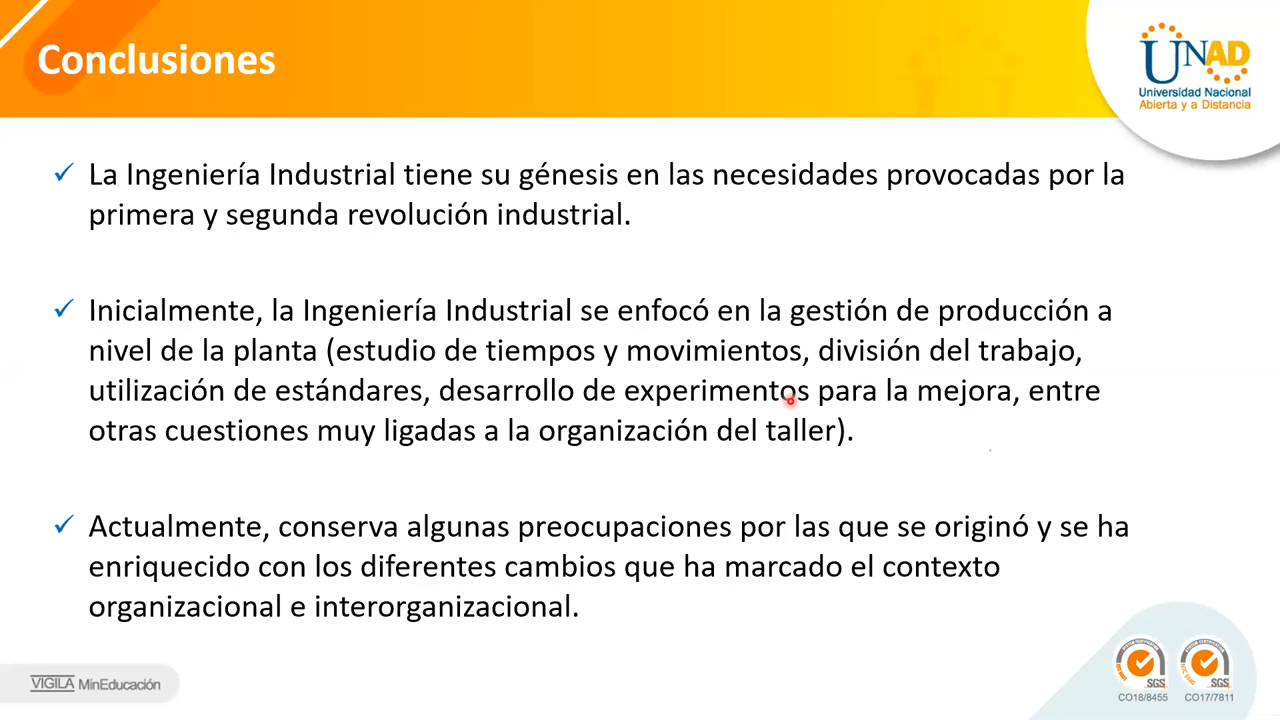 Conclusiones
UNAD
Universidad Nacional
Abierta y a Distancia
✓ La Ingeniería Industrial tiene su génesis en las necesidades provocadas por la
primera y segunda revolución industrial.
✓ Inicialmente, la Ingeniería Industrial se enfocó en la gestión de producción a
nivel de la planta (estudio de tiempos y movimientos, división del trabajo,
utilización de estándares, desarrollo de experimentos para la mejora, entre
otras cuestiones muy ligadas a la organización del taller).
✓ Actualmente, conserva algunas preocupaciones por las que se originó y se ha
enriquecido con los diferentes cambios que ha marcado el contexto
organizacional e interorganizacional.
VIGILA MinEducación
SGS
SGS
CO18/8455
CO17/7811